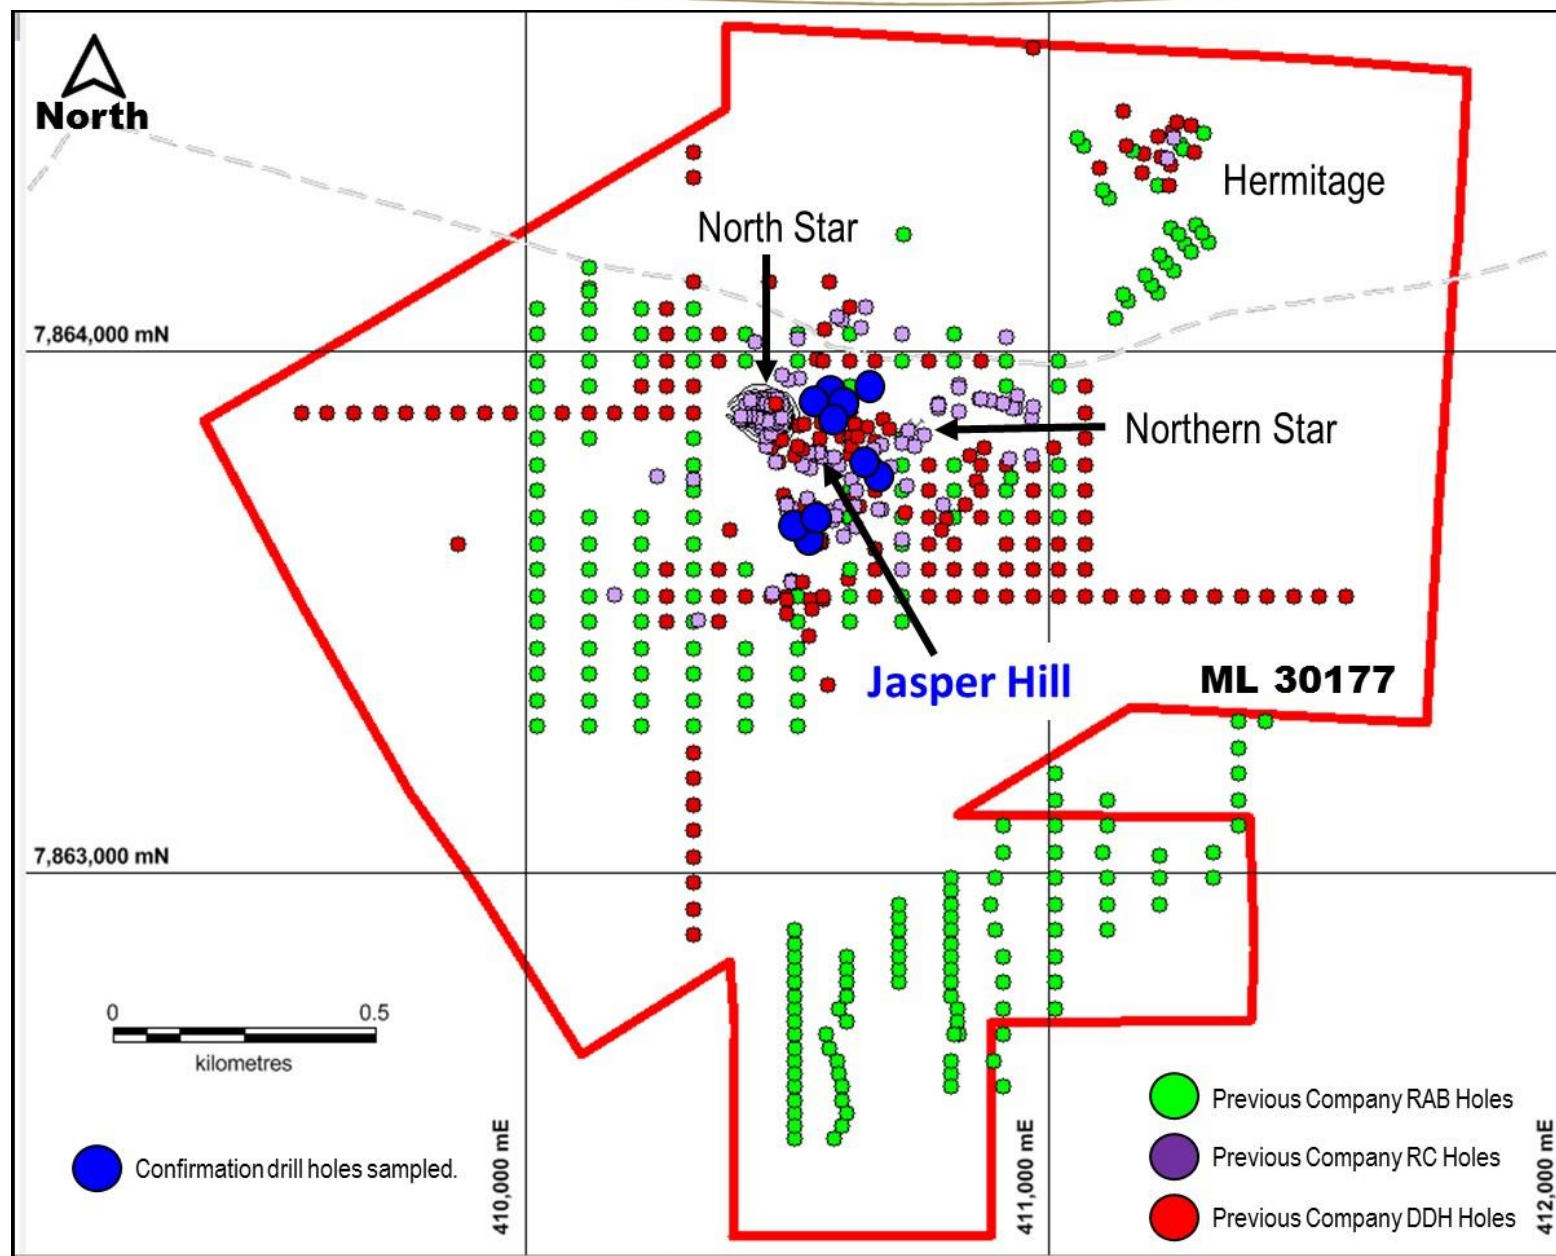 North
Hermitage
North Star
7,864,000 mN
Northern Star
Jasper Hill
ML 30177
7,863,000 mN
0 0.5
kilometres
410,000 mE
411,000 mE
412,000 mE
Confirmation drill holes sampled.
Previous Company RAB Holes
Previous Company RC Holes
Previous Company DDH Holes